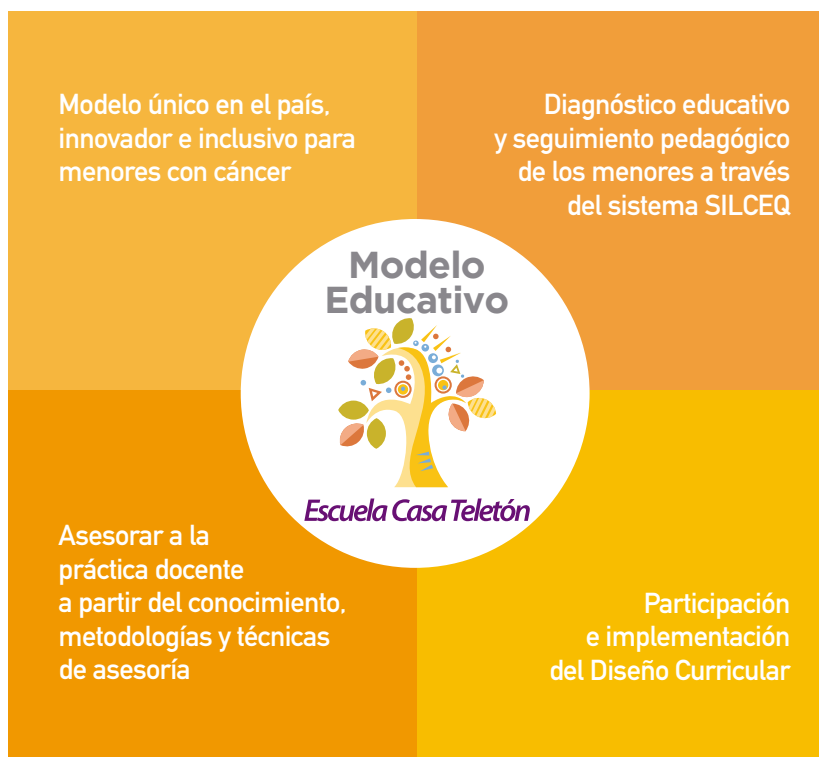 Modelo único en el país,
innovador e inclusivo para
menores con cáncer
Diagnóstico educativo
y seguimiento pedagógico
de los menores a través
del sistema SILCEQ
Modelo
Educativo
Escuela Casa Teletón
Asesorar a la
práctica docente
a partir del conocimiento,
metodologías y técnicas
de asesoría
Participación
e implementación
del Diseño Curricular